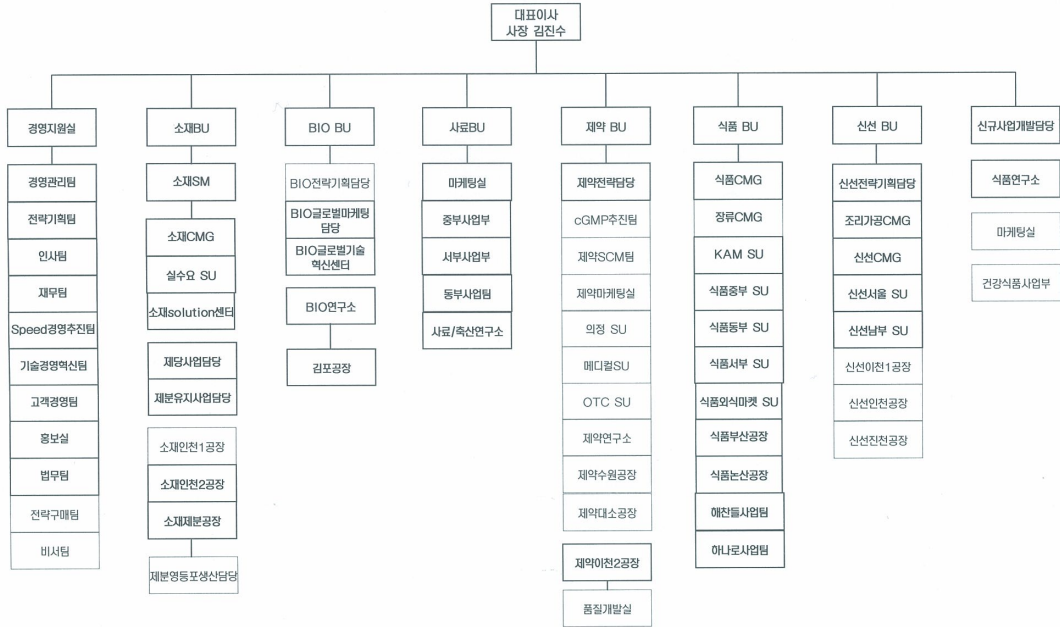 대표이사
사장 김진수
경영지원실
경영관리팀
전략기획팀
인사팀
재무팀
Speed경영추진팀
기술경영혁신팀
고객경영팀
홍보실
법무팀
전략구매팀
비서팀
소재BU
소재SM
소재CMG
실수요 SU
소재solution센터
제당사업담당
제분유지사업담당
소재인천1공장
소재인천2공장
소재제분공장
제분영등포생산담당
BIO BU
BIO전략기획담당
BIO글로벌마케팅
담당
BIO글로벌기술
혁신센터
BIO연구소
김포공장
사료BU
마케팅실
중부사업부
서부사업부
동부사업팀
사료/축산연구소
제약 BU
제약전략담당
cGMP추진팀
제약SCM팀
제약마케팅실
의정 SU
메디컬SU
OTC SU
제약연구소
제약수원공장
제약대소공장
제약이천2공장
품질개발실
식품 BU
식품CMG
장류CMG
KAM SU
식품중부 SU
식품동부 SU
식품서부 SU
식품외식마켓 SU
식품부산공장
식품논산공장
해찬들사업팀
하나로사업팀
신선 BU
신선전략기획담당
조리가공CMG
신선CMG
신선서울 SU
신선남부 SU
신선이천1공장
신선인천공장
신선진천공장
신규사업개발담당
식품연구소
마케팅실
건강식품사업부